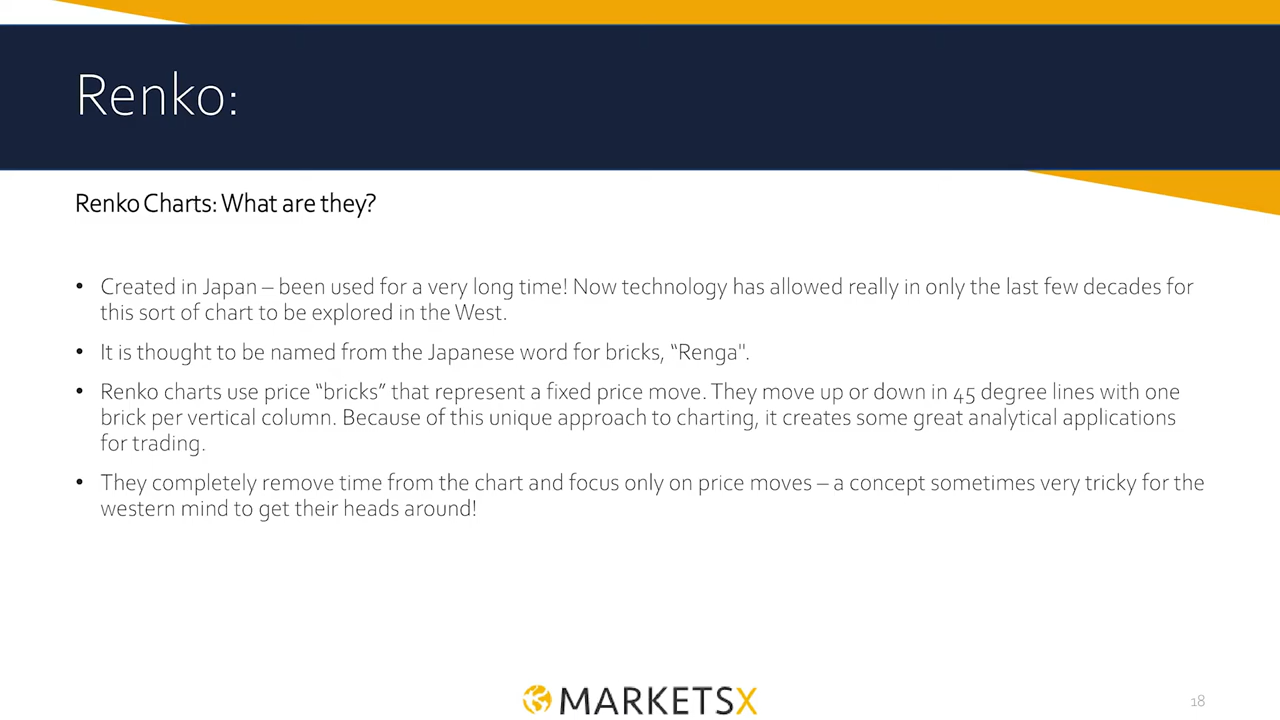 Renko:
Renko Charts: What are they?
• Created in Japan – been used for a very long time! Now technology has allowed really in only the last few decades for
this sort of chart to be explored in the West.
• It is thought to be named from the Japanese word for bricks, “Renga".
• Renko charts use price “bricks” that represent a fixed price move. They move up or down in 45 degree lines with one
brick per vertical column. Because of this unique approach to charting, it creates some great analytical applications
for trading.
• They completely remove time from the chart and focus only on price moves – a concept sometimes very tricky for the
western mind to get their heads around!
MARKETSX
18